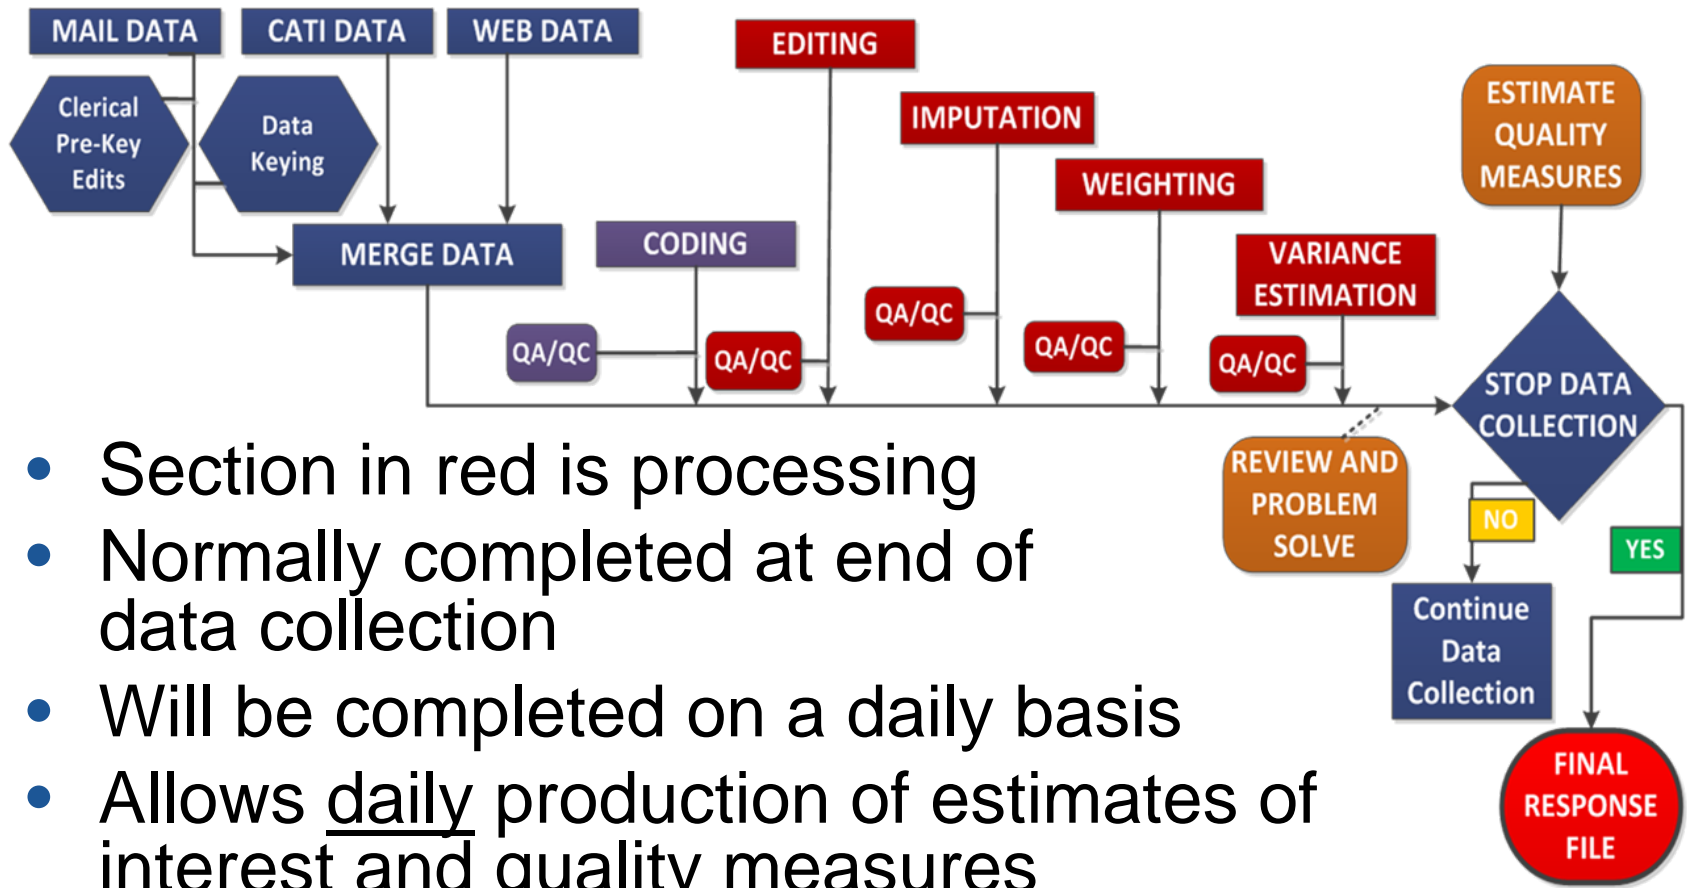 MAIL DATA
CATI DATA
WEB DATA
EDITING
Clerical
Pre-Key
Edits
Data
Keying
IMPUTATION
ESTIMATE
QUALITY
MEASURES
WEIGHTING
MERGE DATA
CODING
VARIANCE
ESTIMATION
QA/QC
QA/QC
QA/QC
QA/QC
QA/QC
STOP DATA
COLLECTION
REVIEW AND
PROBLEM
SOLVE
NO
YES
Continue
Data
Collection
FINAL
RESPONSE
FILE
• Section in red is processing
• Normally completed at end of
data collection
• Will be completed on a daily basis
• Allows daily production of estimates of
interest and quality measures